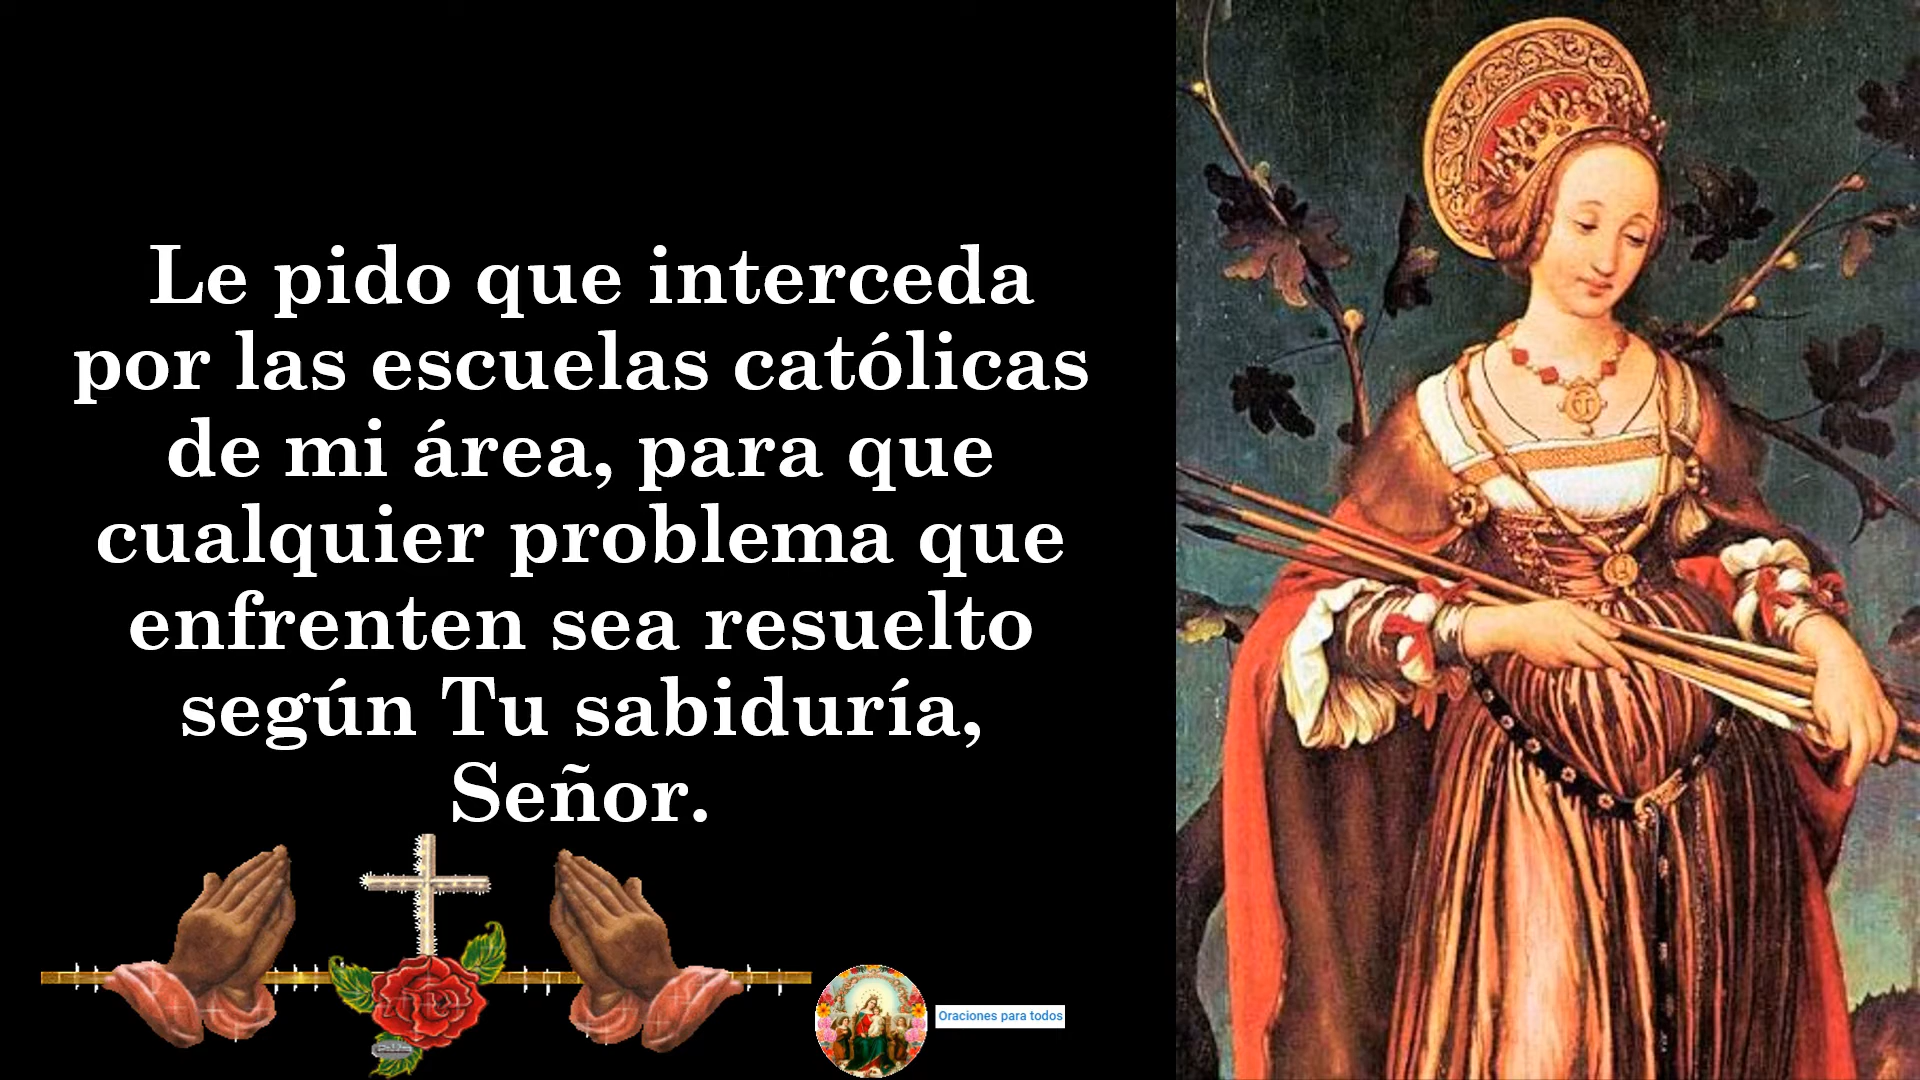 Le pido que interceda
por las escuelas católicas
de mi área, para que
cualquier problema que
enfrenten sea resuelto
según Tu sabiduría,
Señor.
Oraciones para todos